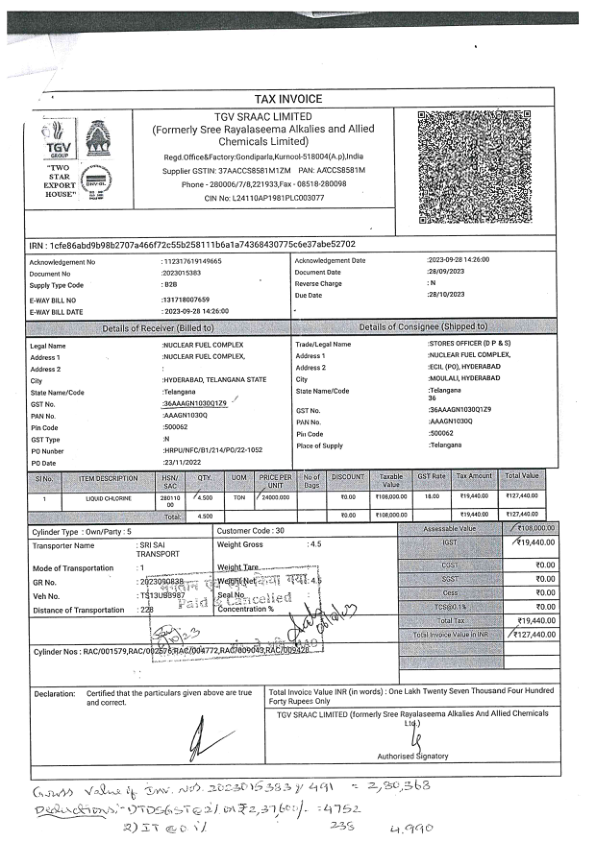 TAX INVOICE
TGV SRAAC LIMITED
(Formerly Sree Rayalaseema Alkalies and Allied
Chemicals Limited)
Regd.Office&Factory:Gondiparla,Kurnool-518004(A.p),India
Supplier GSTIN: 37AACCS8581M1ZM PAN: AACCS8581M
Phone - 280006/7/8,221933,Fax - 08518-280098
CIN No: L24110AP1981PLC003077
TGV
GROUP
"TWO
STAR
EXPORT
HOUSE"
IRN : 1cfe86abd9b98b2707a466f72c55b258111b6a1a74368430775c6e37abe52702
Acknowledgement No :112317619149665
Document No :2023015383
Supply Type Code : B2B
E-WAY BILL NO :131718007659
E-WAY BILL DATE : 2023-09-28 14:26:00
Acknowledgement Date :2023-09-28 14:26:00
Document Date :28/09/2023
Reverse Charge : N
Due Date :28/10/2023
Details of Receiver (Billed to)
Legal Name :NUCLEAR FUEL COMPLEX
Address 1 :NUCLEAR FUEL COMPLEX,
Address 2 :
City :HYDERABAD, TELANGANA STATE
State Name/Code :Telangana
GST No. :36AAAGN1030Q1Z9
PAN No. :AAAGN1030Q
Pin Code :500062
GST Type :N
PO Number :HRPU/NFC/B1/214/PO/22-1052
PO Date :23/11/2022
Details of Consignee (Shipped to)
Trade/Legal Name :STORES OFFICER (D P & S)
Address 1 :NUCLEAR FUEL COMPLEX,
Address 2 :ECIL (PO), HYDERABAD
City :MOULALI, HYDERABAD
State Name/Code :Telangana
36
GST No. :36AAAGN1030Q1Z9
PAN No. :AAAGN1030Q
Pin Code :500062
Place of Supply :Telangana
Sl No. ITEM DESCRIPTION HSN/SAC QTY. UOM PRICE PER UNIT No of Bags DISCOUNT Taxable Value GST Rate Tax Amount Total Value
1 LIQUID CHLORINE 28011000 4.500 TON 24000.000 ₹0.00 ₹108,000.00 18.00 ₹19,440.00 ₹127,440.00
Total: 4.500 ₹0.00 ₹108,000.00 ₹19,440.00 ₹127,440.00
Cylinder Type : Own/Party : 5 Customer Code : 30
Transporter Name : SRI SAI
TRANSPORT
Mode of Transportation : 1
GR No. : 2023090838
Veh No. : TS13UB8987
Distance of Transportation : 228
Weight Gross : 4.5
Weight Tare :
Weight Net : 4.5
Seal No
Concentration %
Assessable Value ₹108,000.00
IGST ₹19,440.00
CGST ₹0.00
SGST ₹0.00
Cess ₹0.00
TCS@0.1% ₹0.00
Total Tax ₹19,440.00
Total Invoice Value in INR ₹127,440.00
भुगतान एवं रद्द किया गया
Paid & Cancelled
Cylinder Nos : RAC/001579,RAC/002576,RAC/004772,RAC/009043,RAC/009428
Declaration: Certified that the particulars given above are true
and correct.
Total Invoice Value INR (in words) : One Lakh Twenty Seven Thousand Four Hundred
Forty Rupees Only
TGV SRAAC LIMITED (formerly Sree Rayalaseema Alkalies And Allied Chemicals
Ltd.)
Authorised Signatory
Gross Value of Inv. Nos. 2023015383 & 491 = 2,80,368
Deductions:- 1) TDSGST@2% on ₹2,37,600/- : 4752
2) IT @ 0.1% 238 4,990